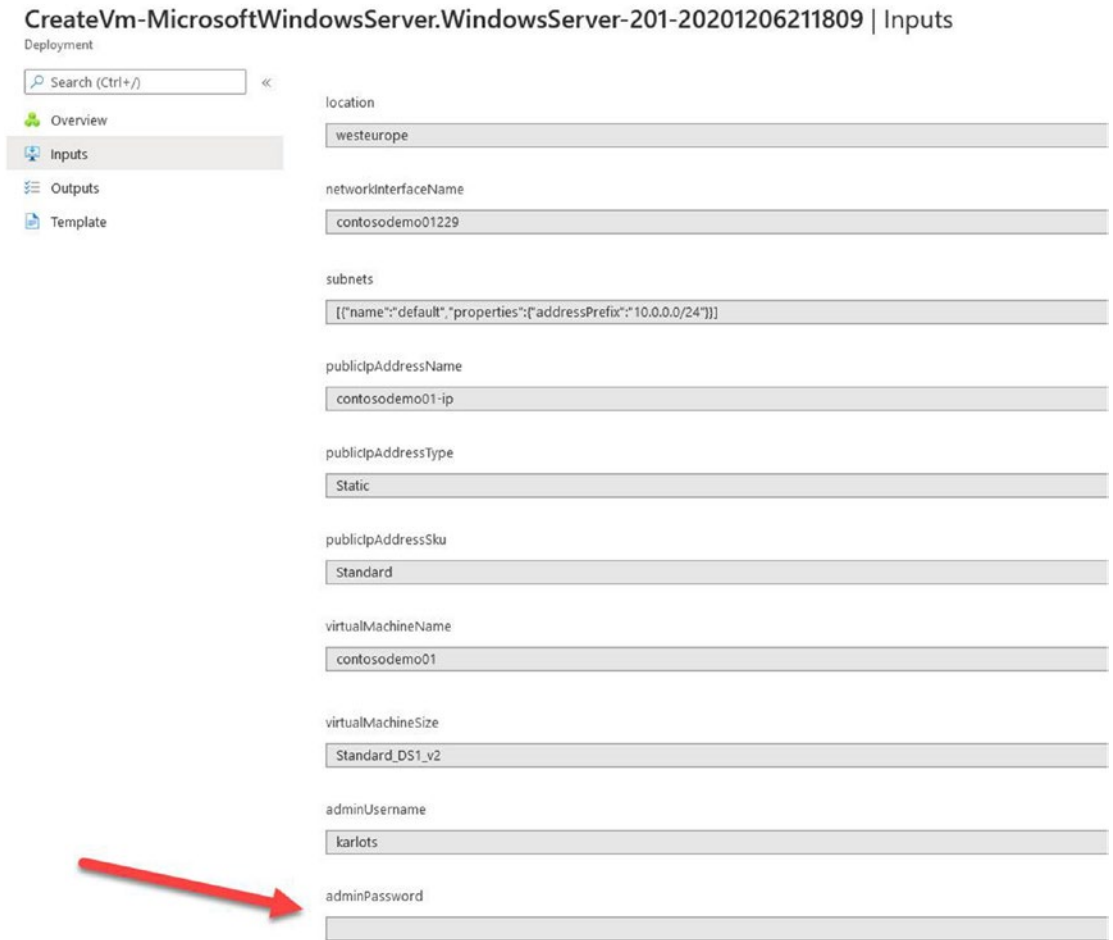 CreateVm-MicrosoftWindowsServer.WindowsServer-201-20201206211809 | Inputs
Deployment
Search (Ctrl+/)
«
Overview
Inputs
Outputs
Template
location
westeurope
networkInterfaceName
contosodemo01229
subnets
[{"name":"default","properties":{"addressPrefix":"10.0.0.0/24"}}]
publicIpAddressName
contosodemo01-ip
publicIpAddressType
Static
publicIpAddressSku
Standard
virtualMachineName
contosodemo01
virtualMachineSize
Standard_DS1_v2
adminUsername
karlots
adminPassword